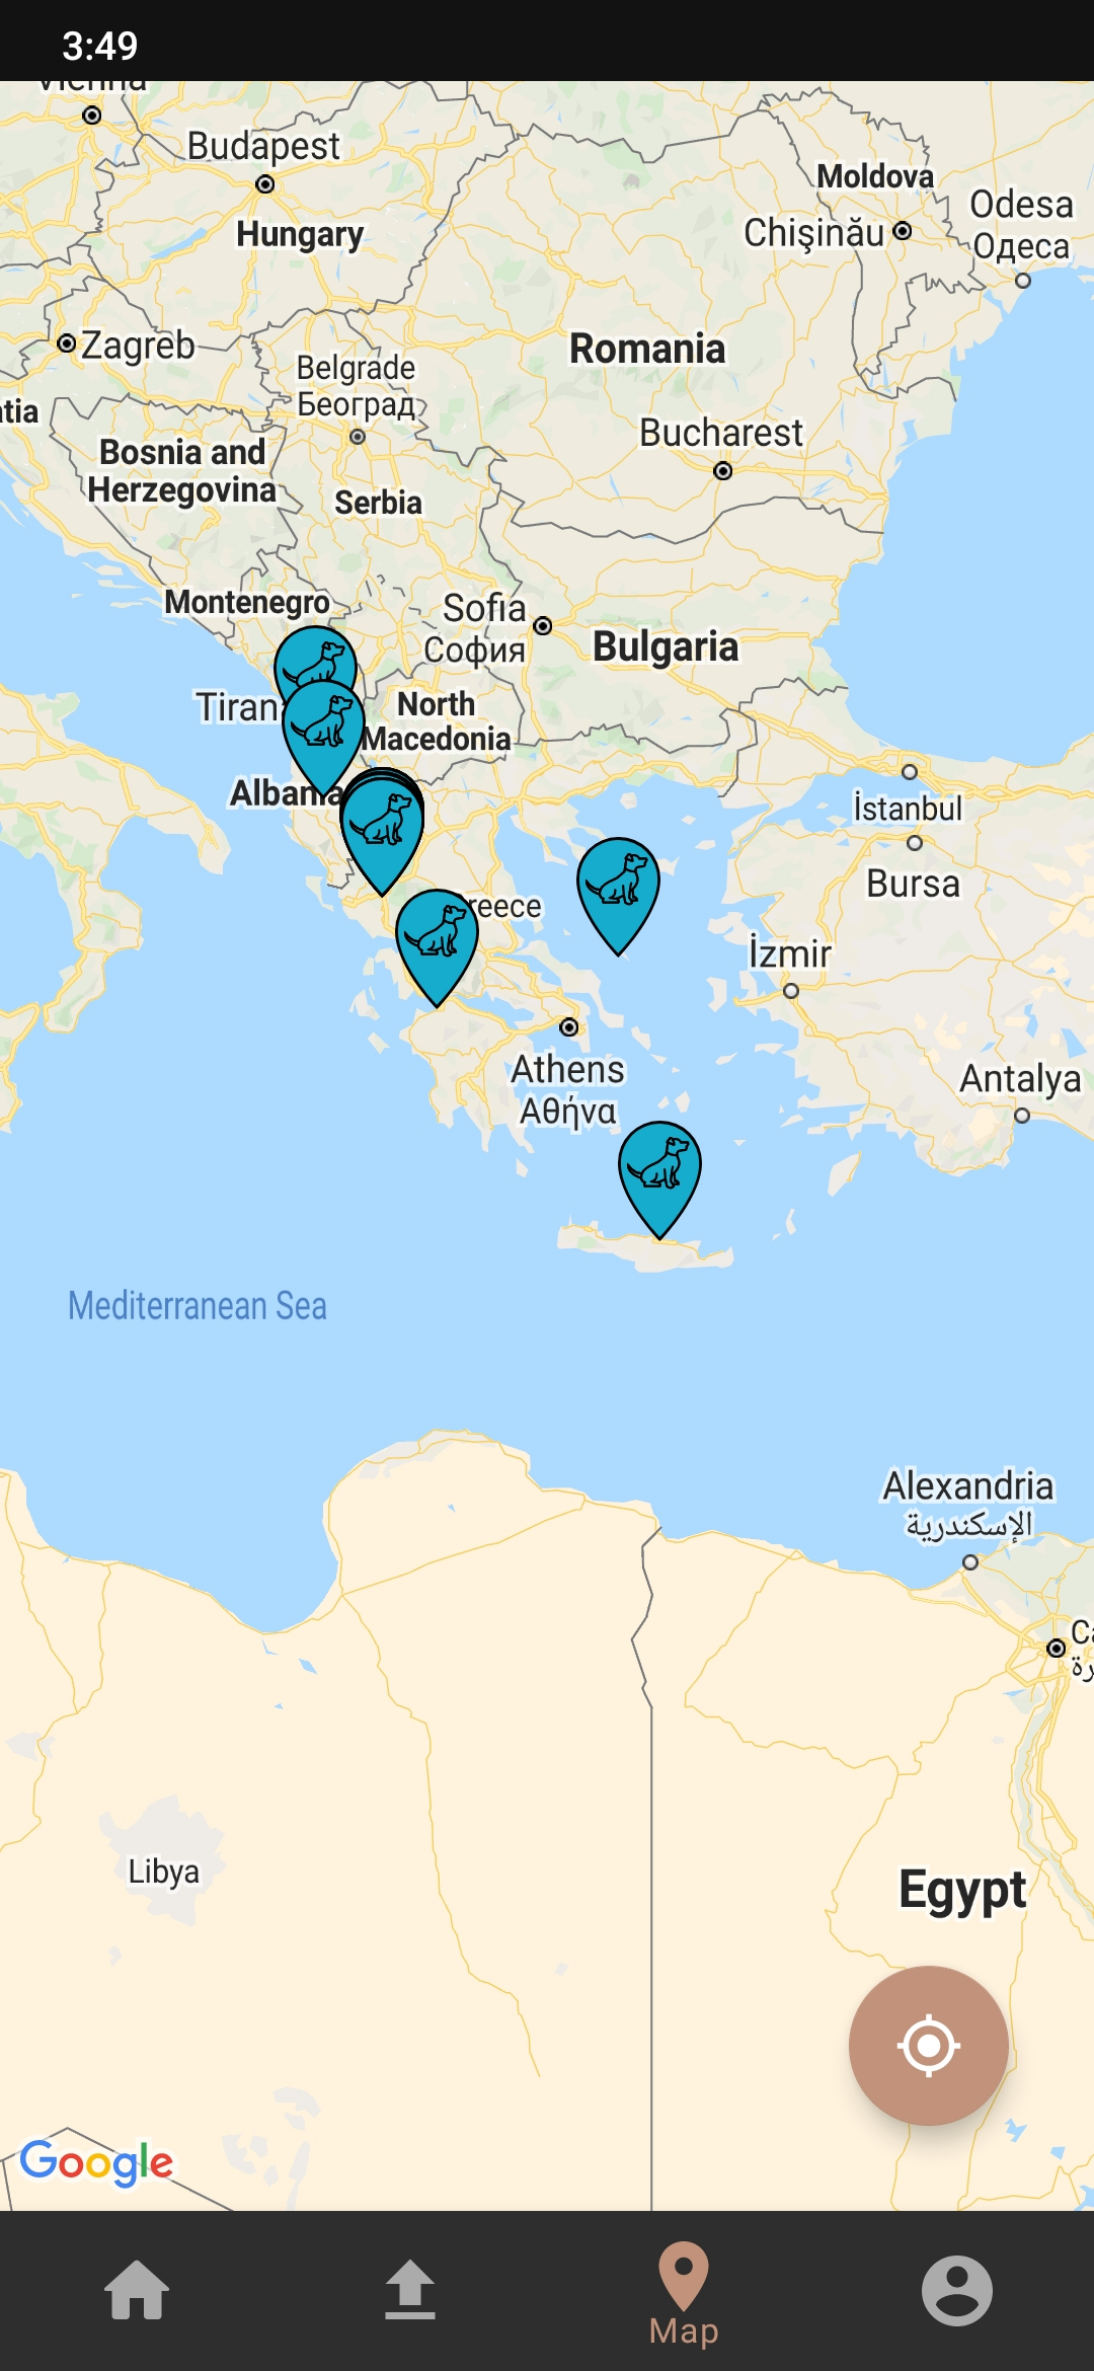 3:49
Vienna
Budapest
Hungary
Moldova
Chişinău
Odesa
Одеса
Zagreb
Belgrade
Београд
Romania
atia
Bosnia and
Herzegovina
Bucharest
Serbia
Montenegro
Sofia
София
Bulgaria
Tiran
North
Macedonia
Albania
İstanbul
Bursa
reece
İzmir
Athens
Αθήνα
Antalya
Mediterranean Sea
Alexandria
الإسكندرية
Ca
رة
Libya
Egypt
Google
Map